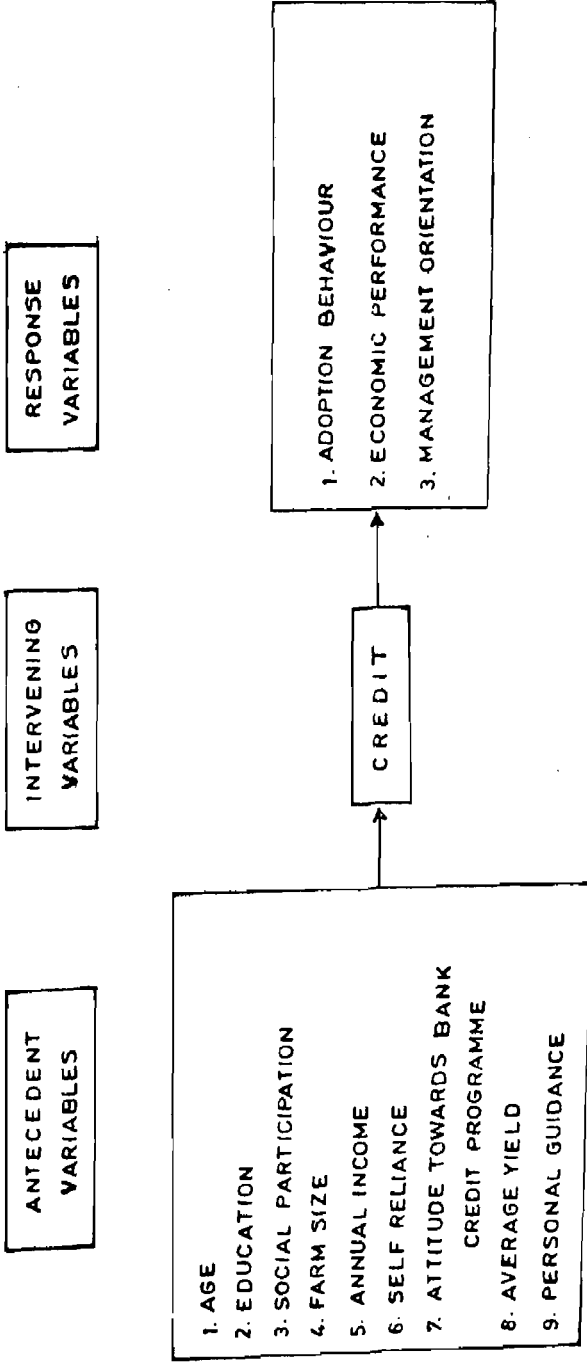 ANTECEDENT
VARIABLES
INTERVENING
VARIABLES
RESPONSE
VARIABLES
1. AGE
2. EDUCATION
3. SOCIAL PARTICIPATION
4. FARM SIZE
5. ANNUAL INCOME
6. SELF RELIANCE
7. ATTITUDE TOWARDS BANK
CREDIT PROGRAMME
8. AVERAGE YIELD
9. PERSONAL GUIDANCE
CREDIT
1. ADOPTION BEHAVIOUR
2. ECONOMIC PERFORMANCE
3. MANAGEMENT ORIENTATION